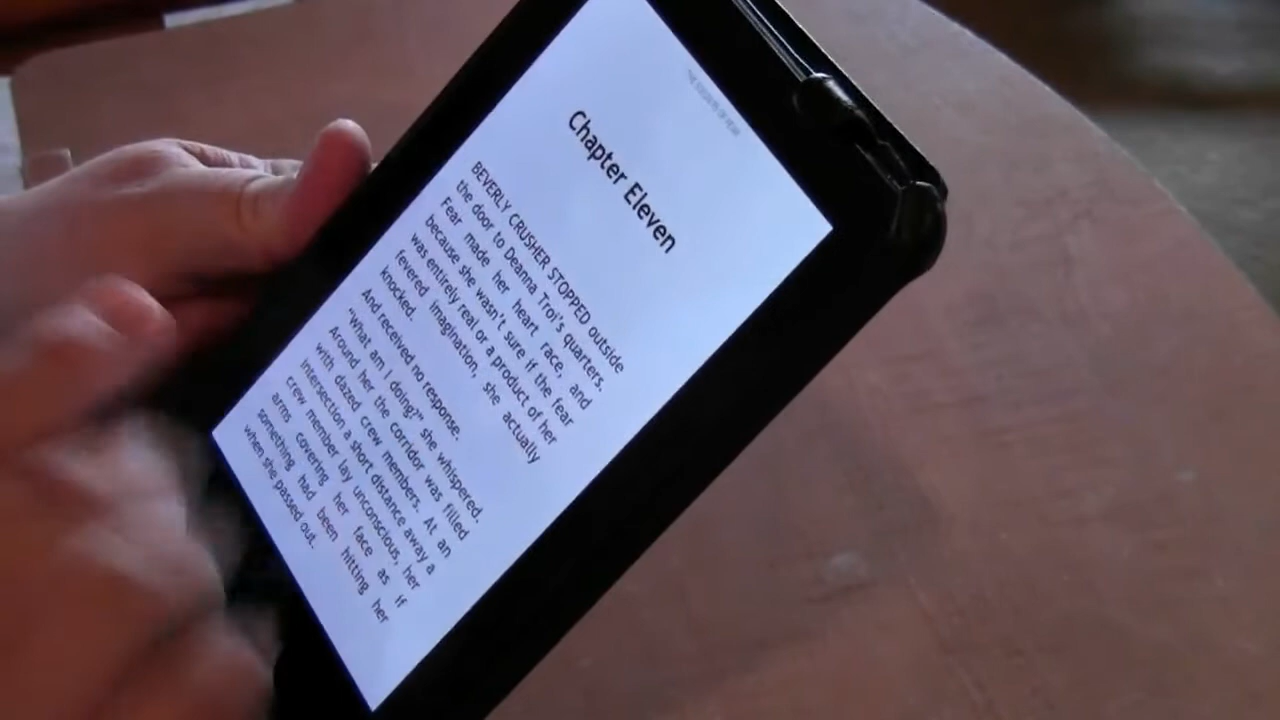 Chapter Eleven
BEVERLY CRUSHER STOPPED outside
the door to Deanna Troi's quarters.
Fear made her heart race, and
because she wasn't sure if the fear
was entirely real or a product of her
fevered imagination, she actually
knocked.
And received no response.
"What am I doing?" she whispered.
Around her the corridor was filled
with dazed crew members. At an
intersection a short distance away a
crew member lay unconscious, her
arms covering her face as if
something had been hitting her
when she passed out.